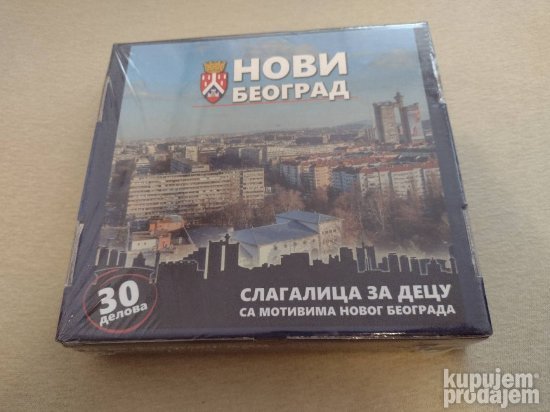 НОВИ
БЕОГРАД
30
делова
СЛАГАЛИЦА ЗА ДЕЦУ
СА МОТИВИМА НОВОГ БЕОГРАДА
kupujem
prodajem